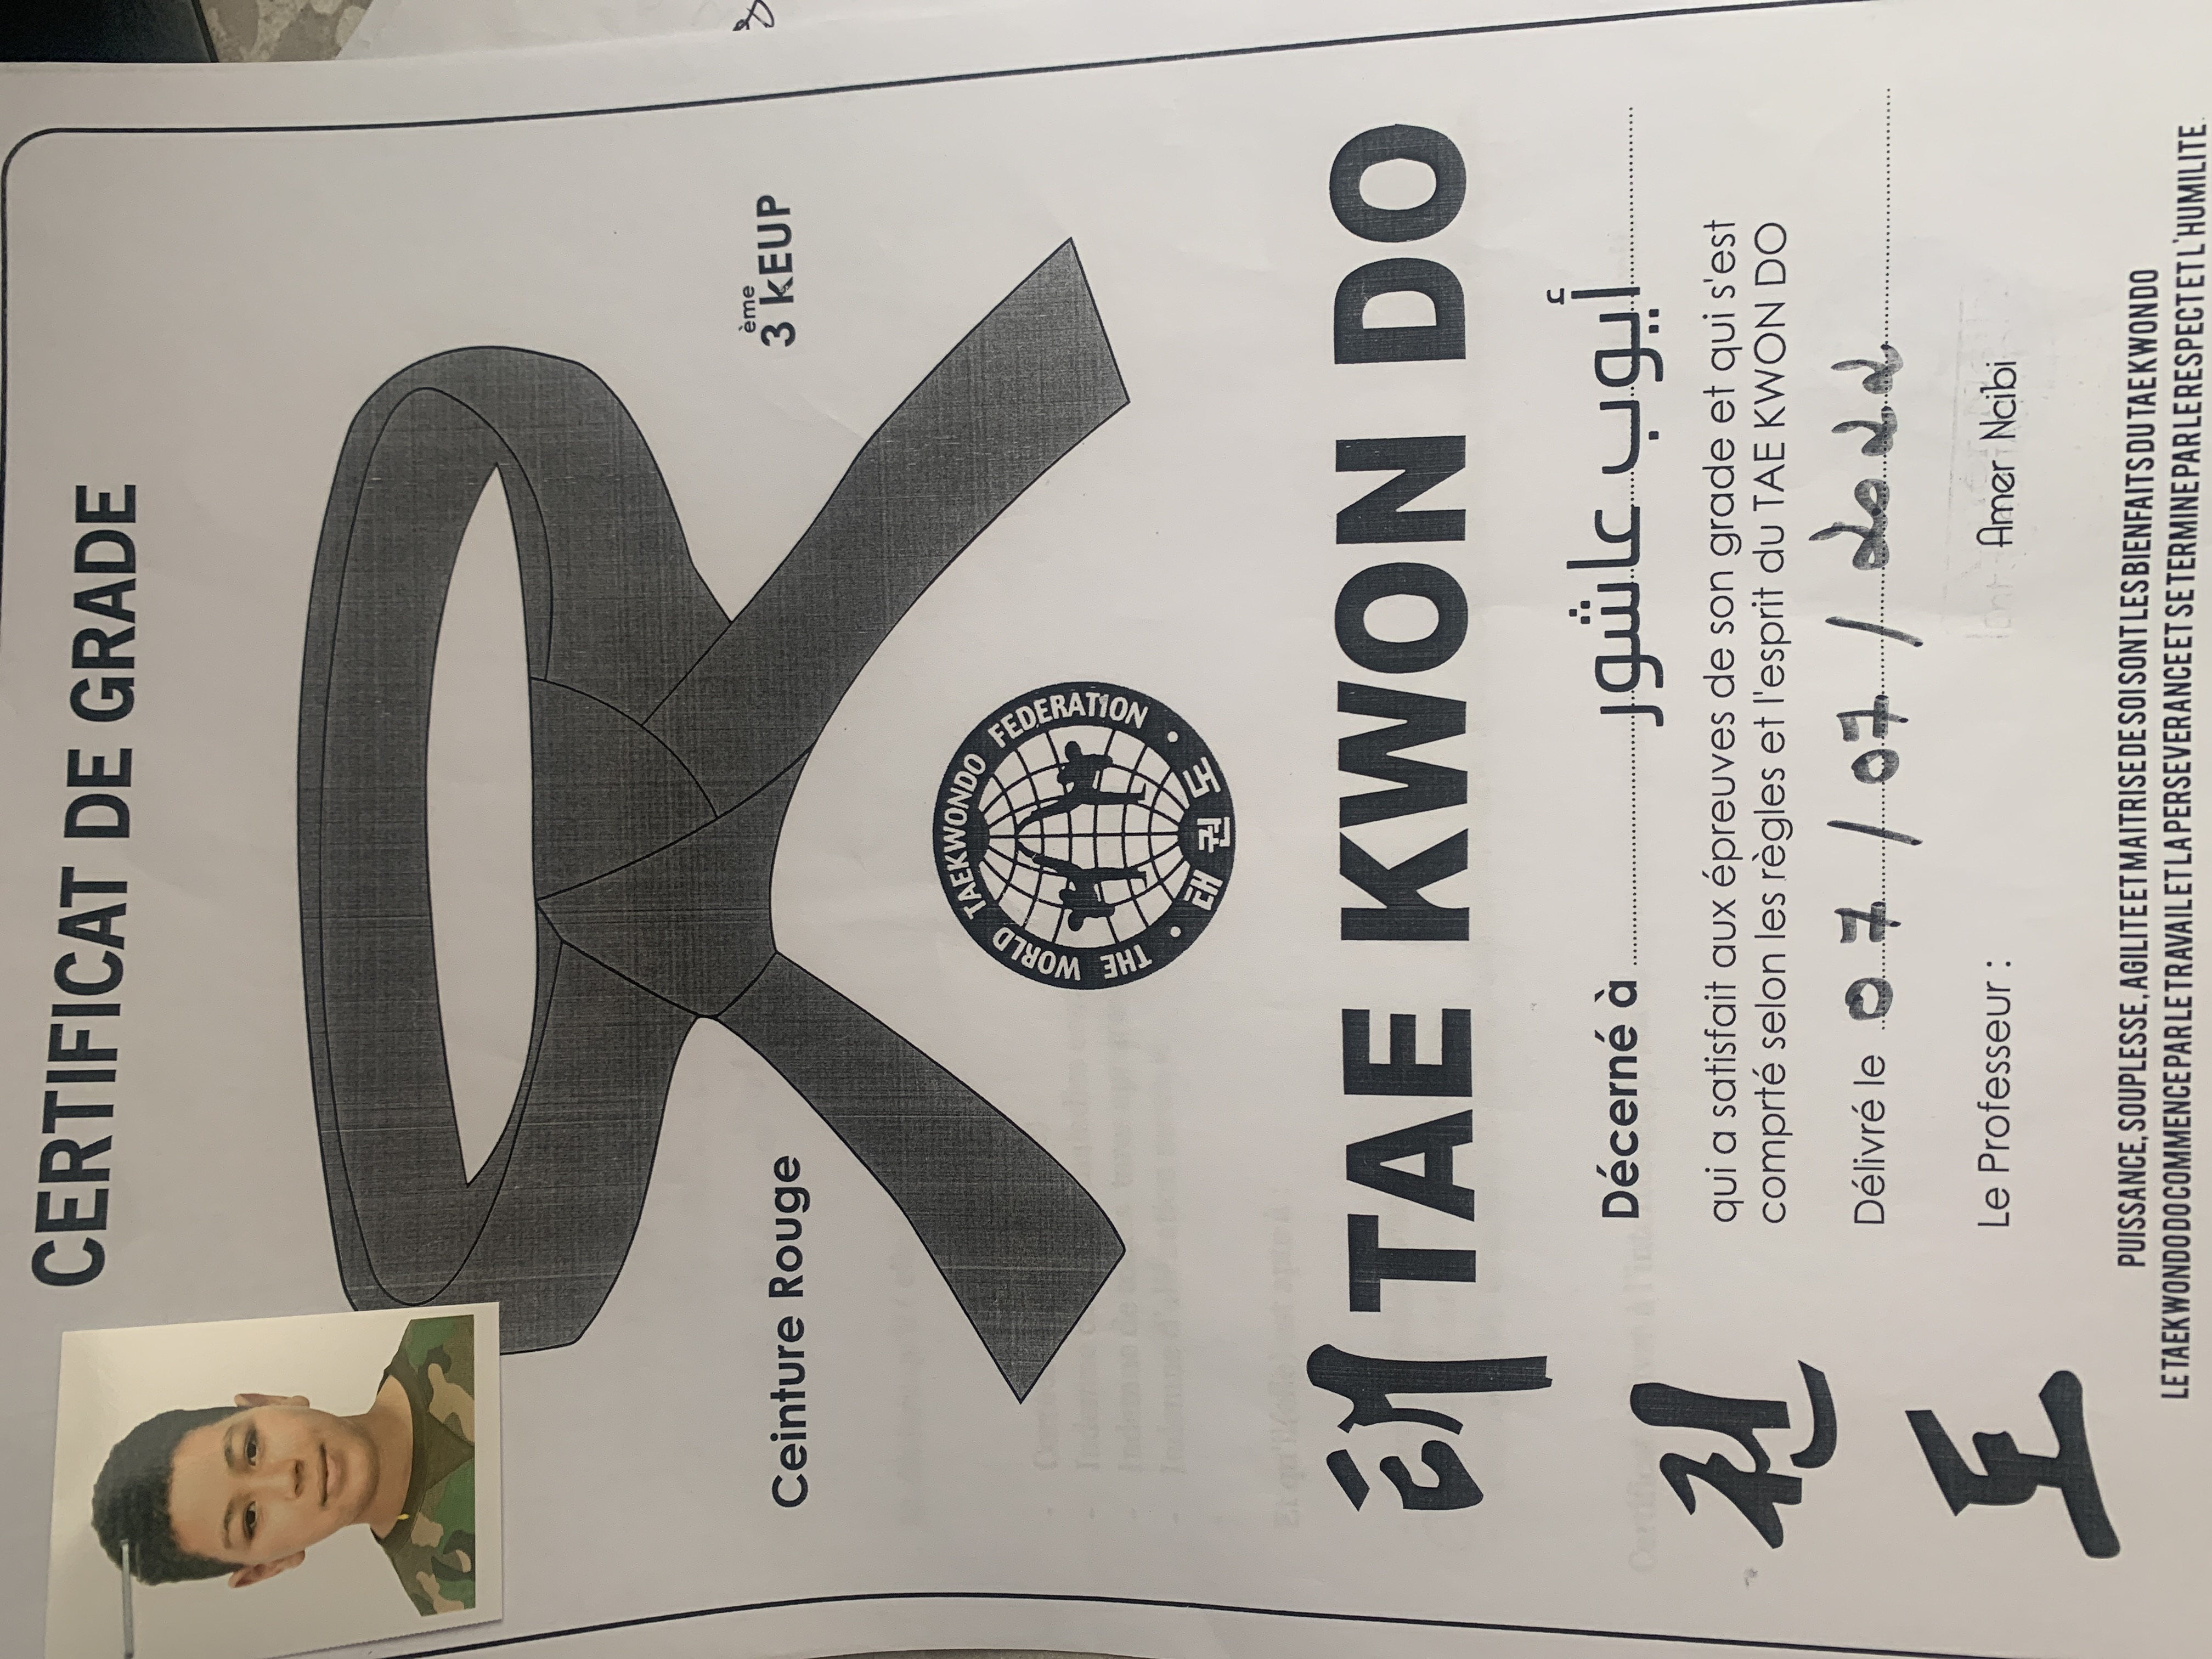 CERTIFICAT DE GRADE
3ème kEUP
Ceinture Rouge
THE WORLD TAEKWONDO FEDERATION
태권도
TAE KWON DO
태
권
도
Décerné à أيوب عاشور
qui a satisfait aux épreuves de son grade et qui s'est
comprté selon les règles et l'esprit du TAE KWON DO
Délivré le 07 / 07 / 2022
Le Professeur : Amer Ncibi
PUISSANCE, SOUPLESSE, AGILITE ET MAITRISE DE SOI SONT LES BIENFAITS DU TAEKWONDO
LE TAEKWONDO COMMENCE PAR LE TRAVAIL ET LA PERSEVERANCE ET SE TERMINE PAR LE RESPECT ET L'HUMILITE.